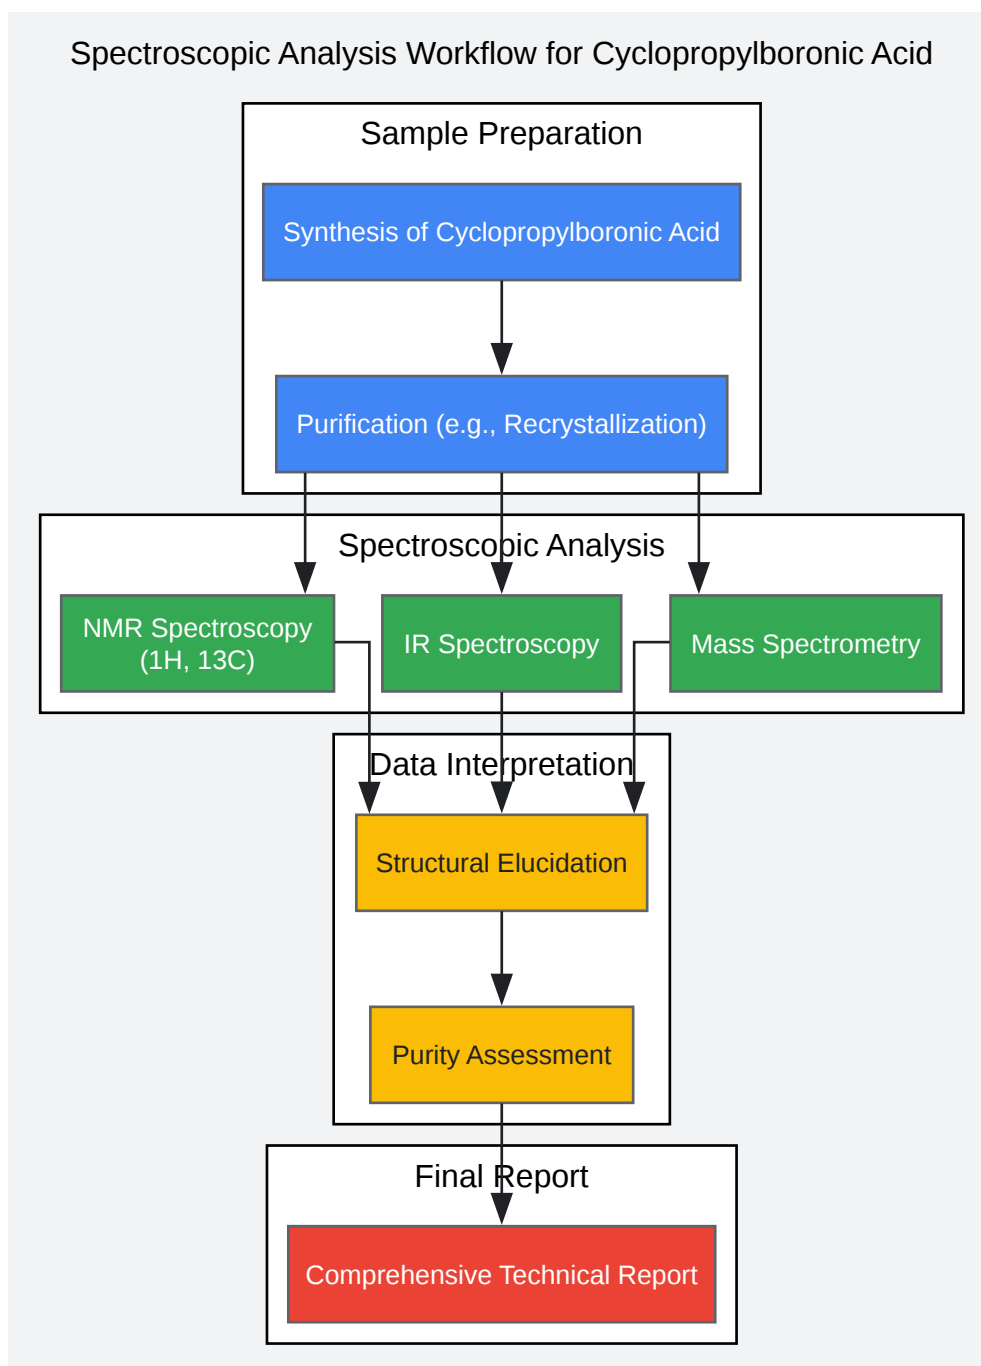 Spectroscopic Analysis Workflow for Cyclopropylboronic Acid
Sample Preparation
Synthesis of Cyclopropylboronic Acid
Purification (e.g., Recrystallization)
Spectroscopic Analysis
NMR Spectroscopy
(1H, 13C)
IR Spectroscopy
Mass Spectrometry
Data Interpretation
Structural Elucidation
Purity Assessment
Final Report
Comprehensive Technical Report